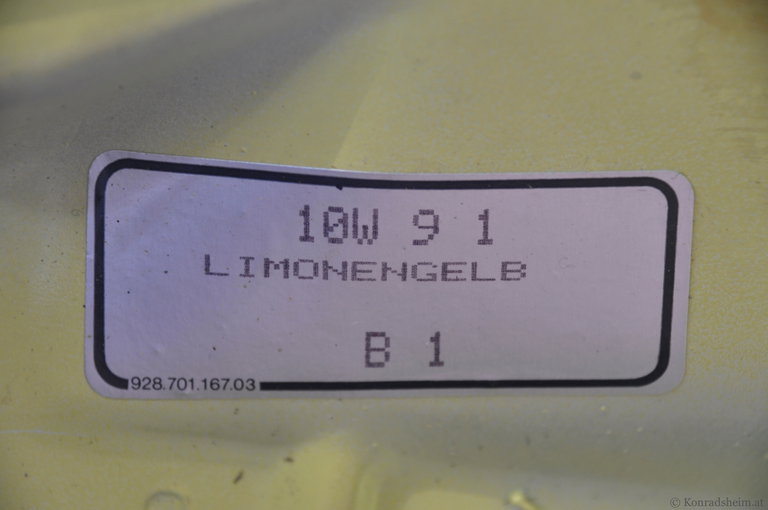 10W 9 1
LIMONENGELB
B 1
928.701.167.03
© Konradsheim.at